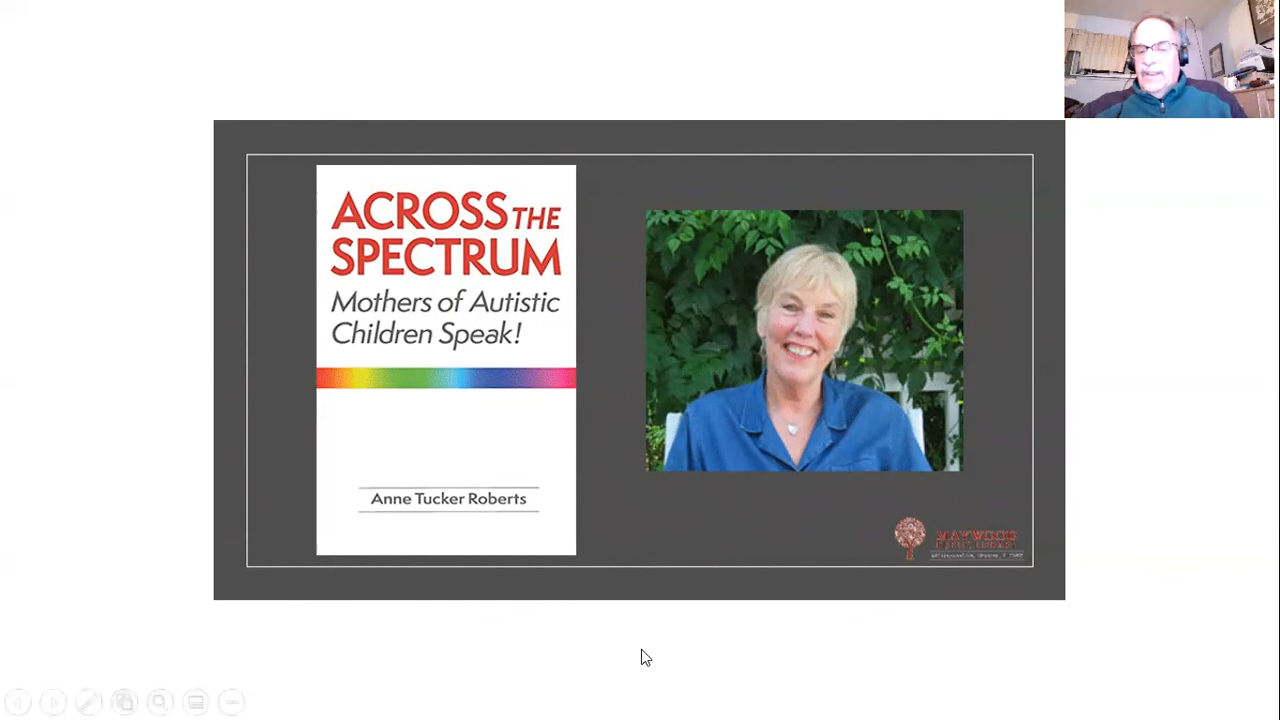 ACROSS THE
SPECTRUM
Mothers of Autistic
Children Speak!
Anne Tucker Roberts
MAYWOOD